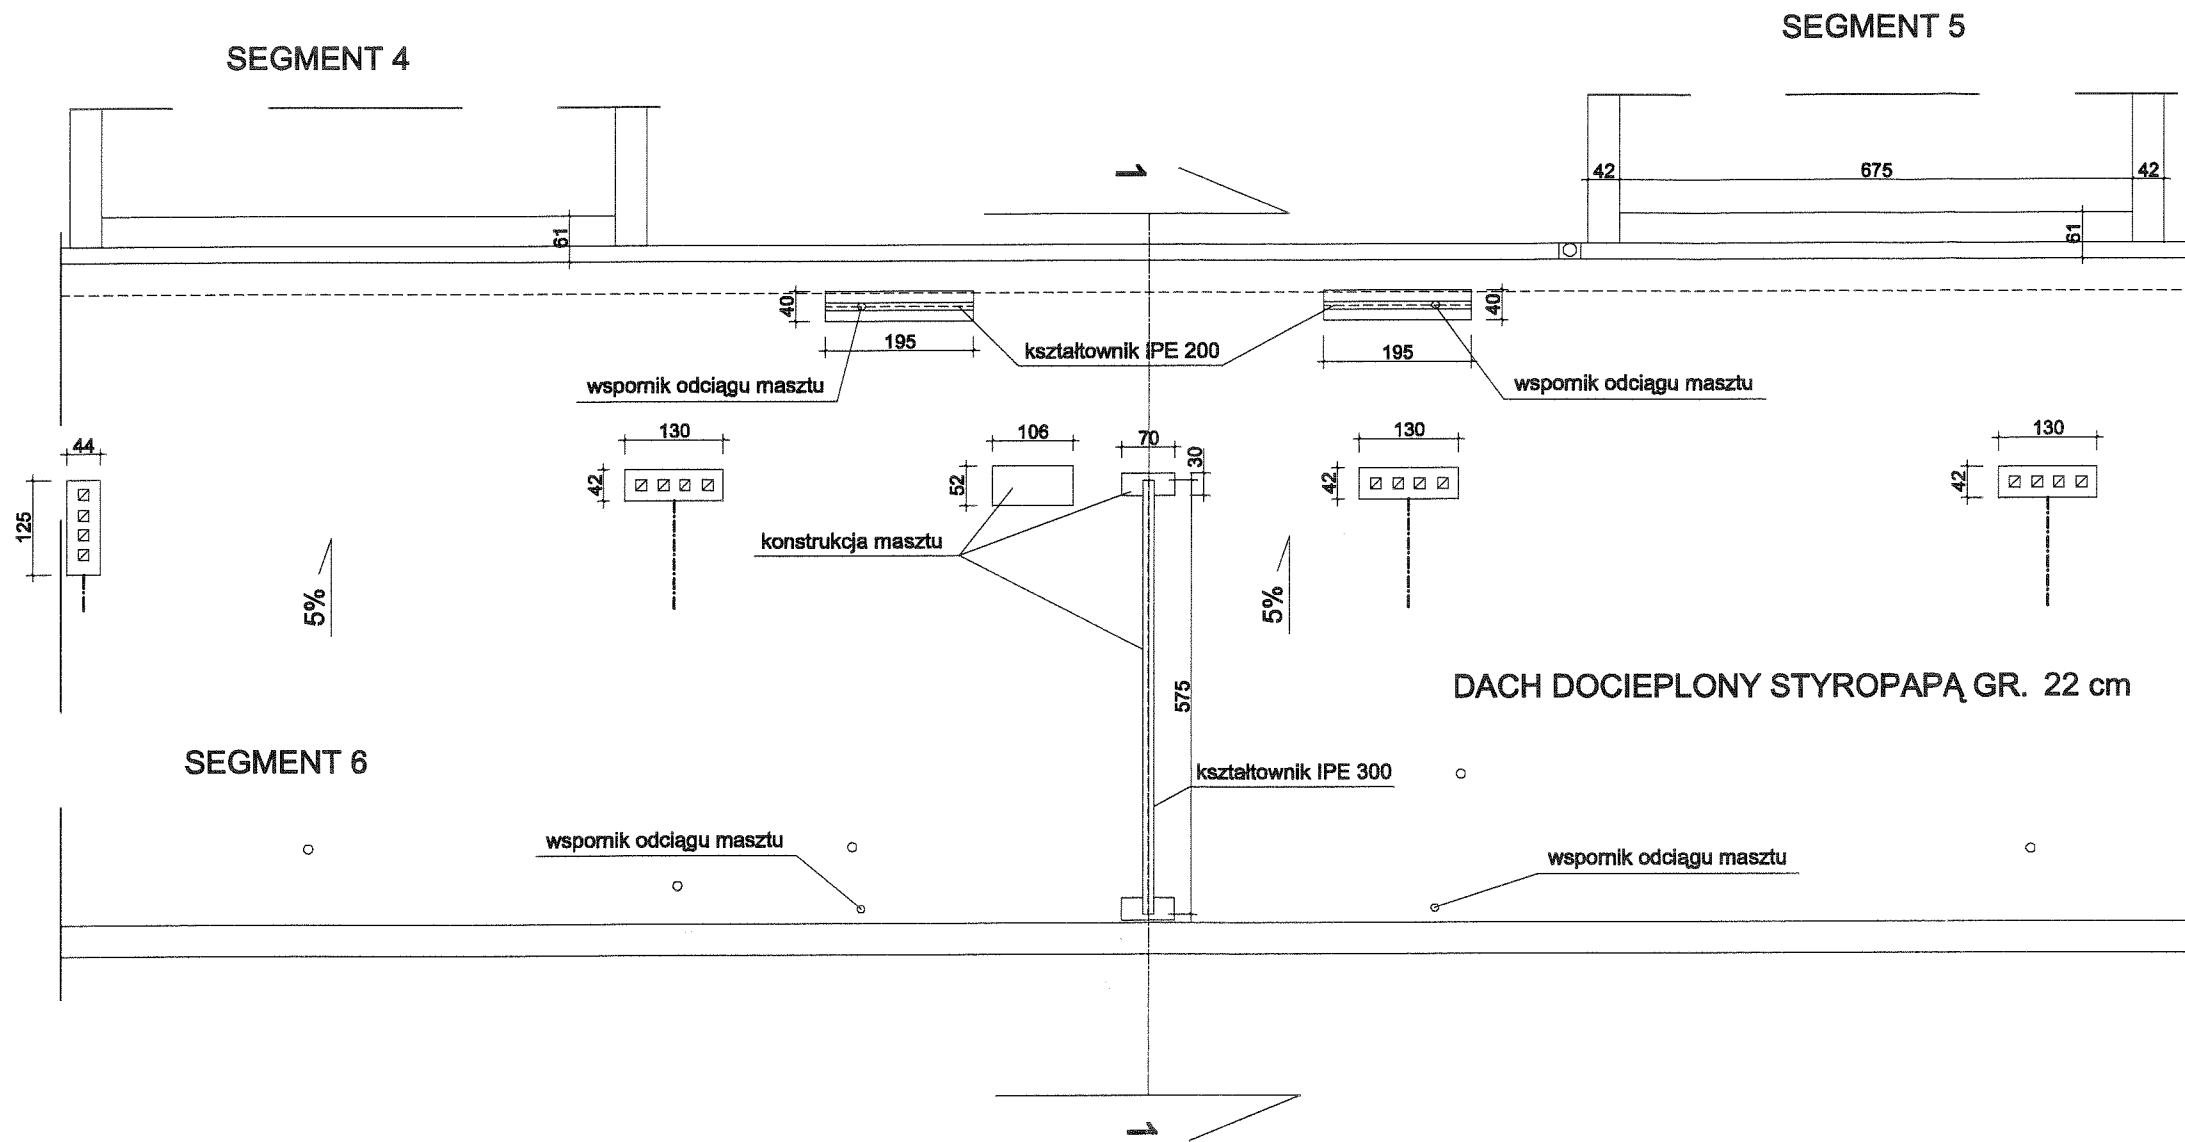 SEGMENT 4
SEGMENT 5
1
42
675
42
61
61
40
195
kształtownik IPE 200
40
195
wspornik odciągu masztu
wspornik odciągu masztu
44
130
106
70
30
130
130
125
42
52
42
42
konstrukcja masztu
5%
5%
575
DACH DOCIEPLONY STYROPAPĄ GR. 22 cm
SEGMENT 6
kształtownik IPE 300
wspornik odciągu masztu
wspornik odciągu masztu
1